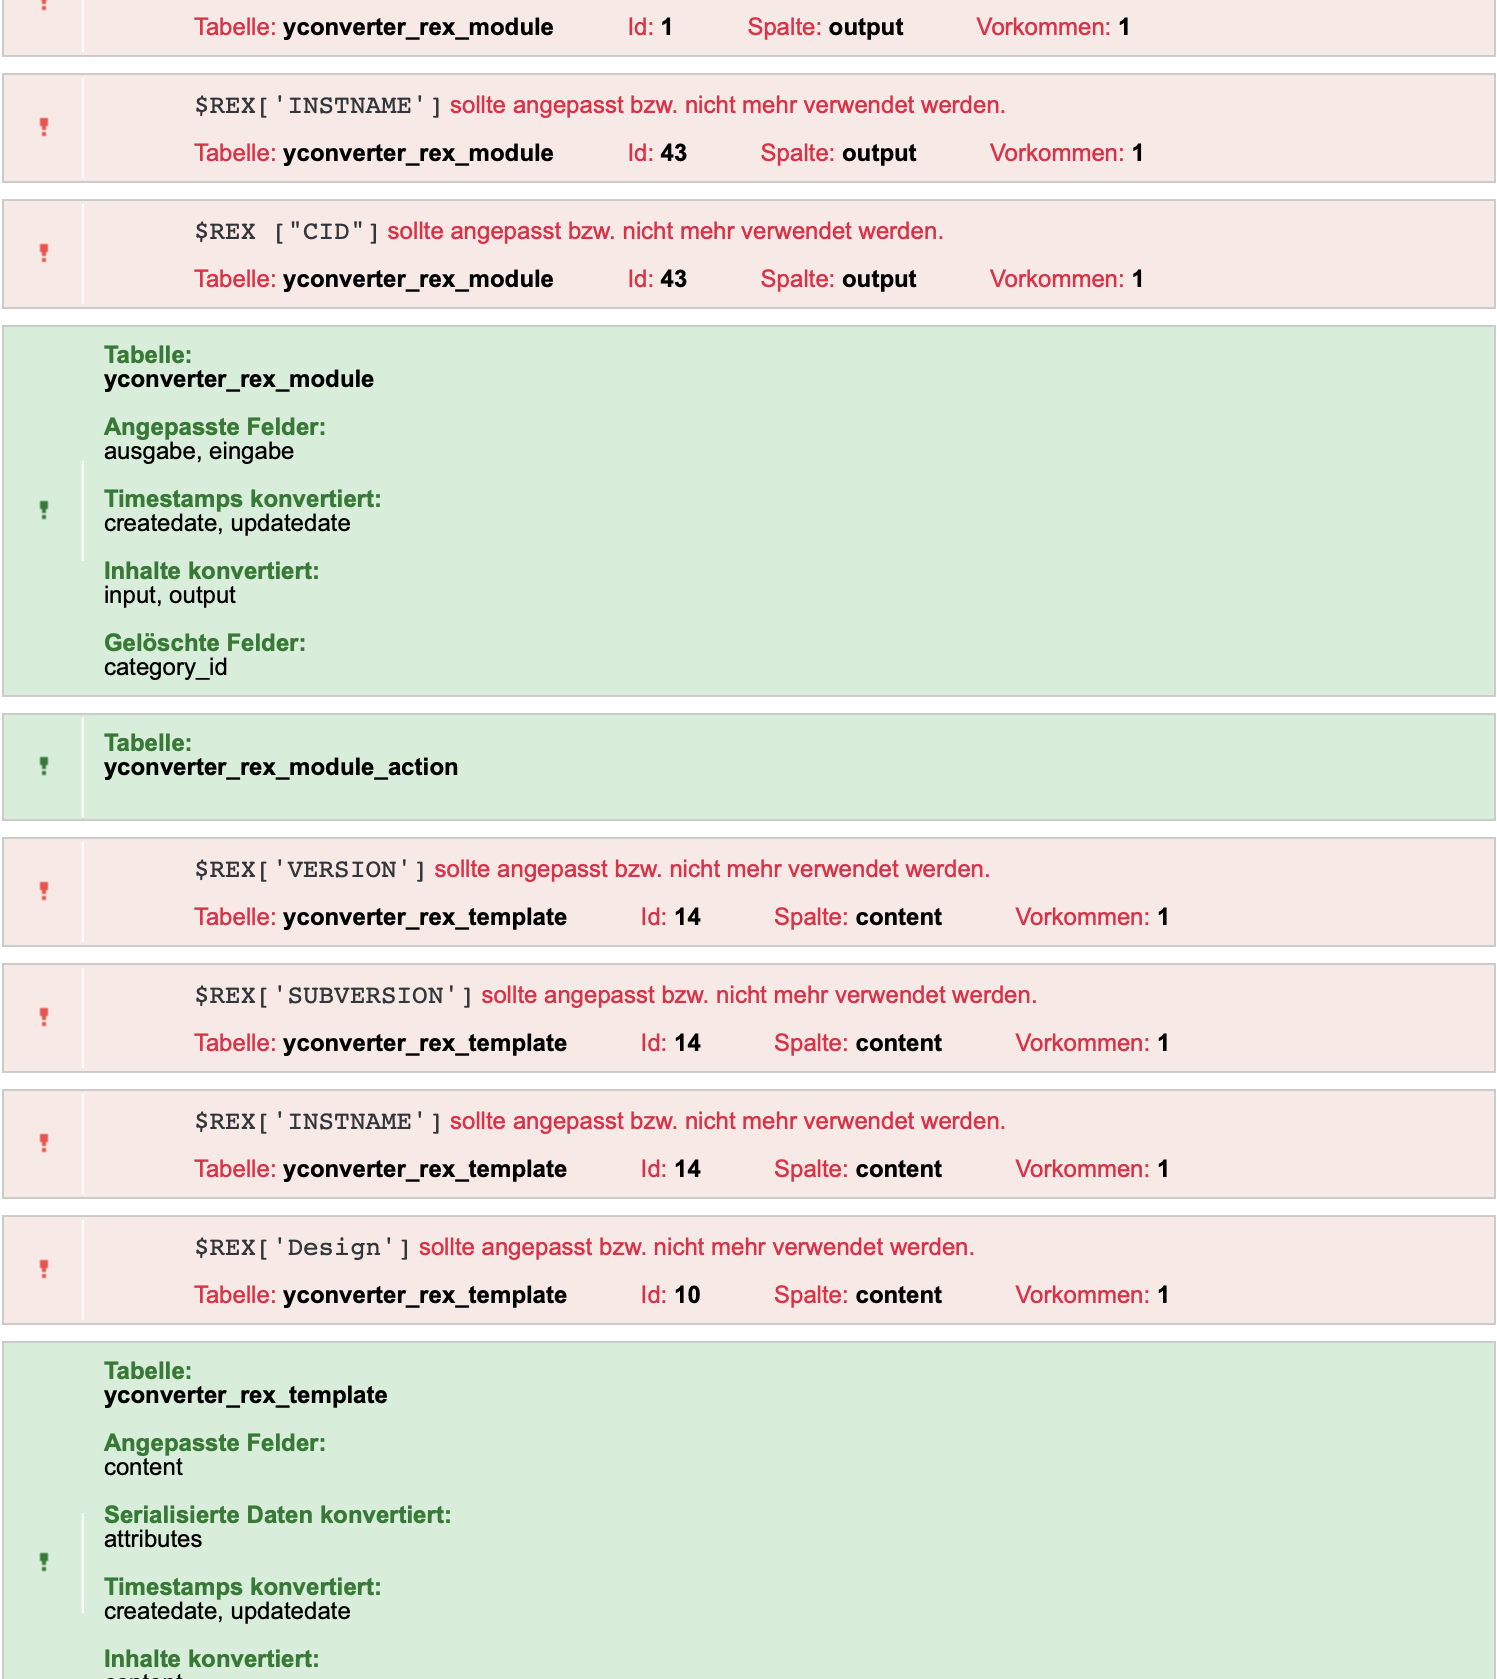 Tabelle: yconverter_rex_module Id: 1 Spalte: output Vorkommen: 1
$REX['INSTNAME'] sollte angepasst bzw. nicht mehr verwendet werden.
Tabelle: yconverter_rex_module Id: 43 Spalte: output Vorkommen: 1
$REX ["CID"] sollte angepasst bzw. nicht mehr verwendet werden.
Tabelle: yconverter_rex_module Id: 43 Spalte: output Vorkommen: 1
Tabelle:
yconverter_rex_module
Angepasste Felder:
ausgabe, eingabe
Timestamps konvertiert:
createdate, updatedate
Inhalte konvertiert:
input, output
Gelöschte Felder:
category_id
Tabelle:
yconverter_rex_module_action
$REX['VERSION'] sollte angepasst bzw. nicht mehr verwendet werden.
Tabelle: yconverter_rex_template Id: 14 Spalte: content Vorkommen: 1
$REX['SUBVERSION'] sollte angepasst bzw. nicht mehr verwendet werden.
Tabelle: yconverter_rex_template Id: 14 Spalte: content Vorkommen: 1
$REX['INSTNAME'] sollte angepasst bzw. nicht mehr verwendet werden.
Tabelle: yconverter_rex_template Id: 14 Spalte: content Vorkommen: 1
$REX['Design'] sollte angepasst bzw. nicht mehr verwendet werden.
Tabelle: yconverter_rex_template Id: 10 Spalte: content Vorkommen: 1
Tabelle:
yconverter_rex_template
Angepasste Felder:
content
Serialisierte Daten konvertiert:
attributes
Timestamps konvertiert:
createdate, updatedate
Inhalte konvertiert: